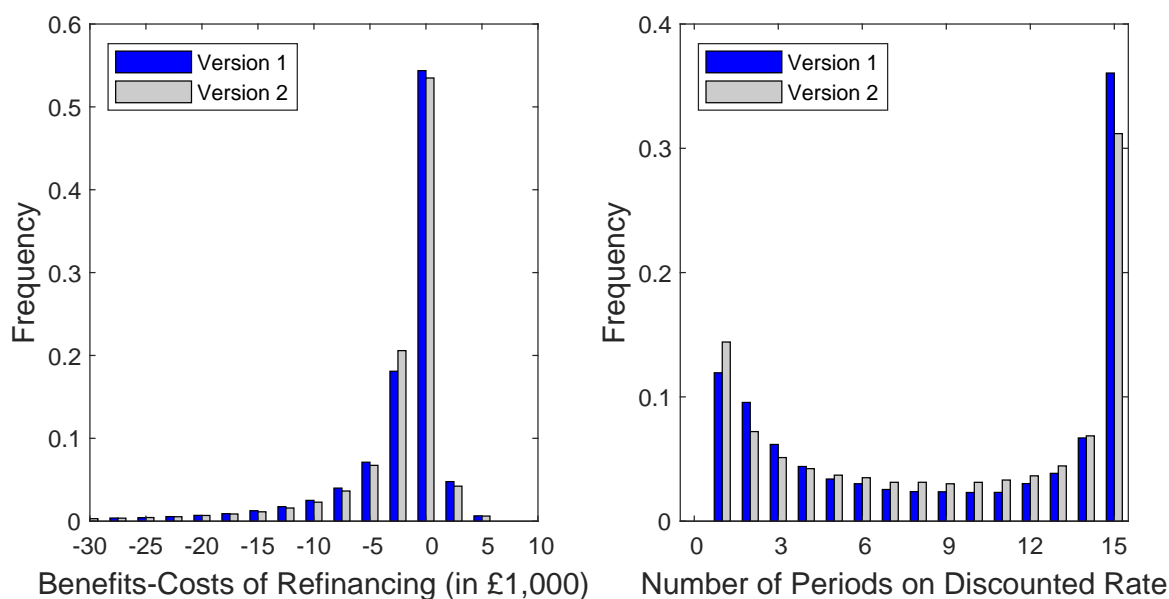 0.6
0.5
0.4
0.3
0.2
0.1
0
Frequency
Version 1
Version 2
-30 -25 -20 -15 -10 -5 0 5 10
Benefits-Costs of Refinancing (in £1,000)
0.4
0.3
0.2
0.1
0
Frequency
Version 1
Version 2
0 3 6 9 12 15
Number of Periods on Discounted Rate